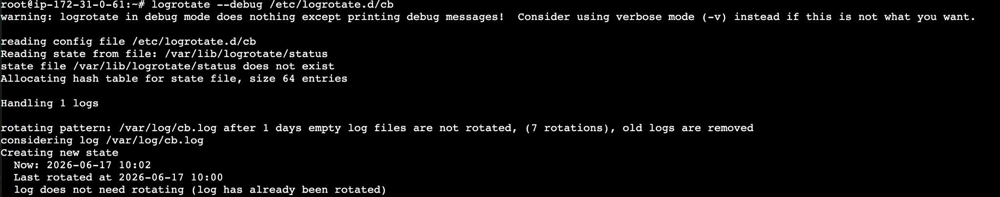 root@ip-172-31-0-61:~# logrotate --debug /etc/logrotate.d/cb
warning: logrotate in debug mode does nothing except printing debug messages!  Consider using verbose mode (-v) instead if this is not what you want.

reading config file /etc/logrotate.d/cb
Reading state from file: /var/lib/logrotate/status
state file /var/lib/logrotate/status does not exist
Allocating hash table for state file, size 64 entries

Handling 1 logs

rotating pattern: /var/log/cb.log after 1 days empty log files are not rotated, (7 rotations), old logs are removed
considering log /var/log/cb.log
Creating new state
  Now: 2026-06-17 10:02
  Last rotated at 2026-06-17 10:00
  log does not need rotating (log has already been rotated)